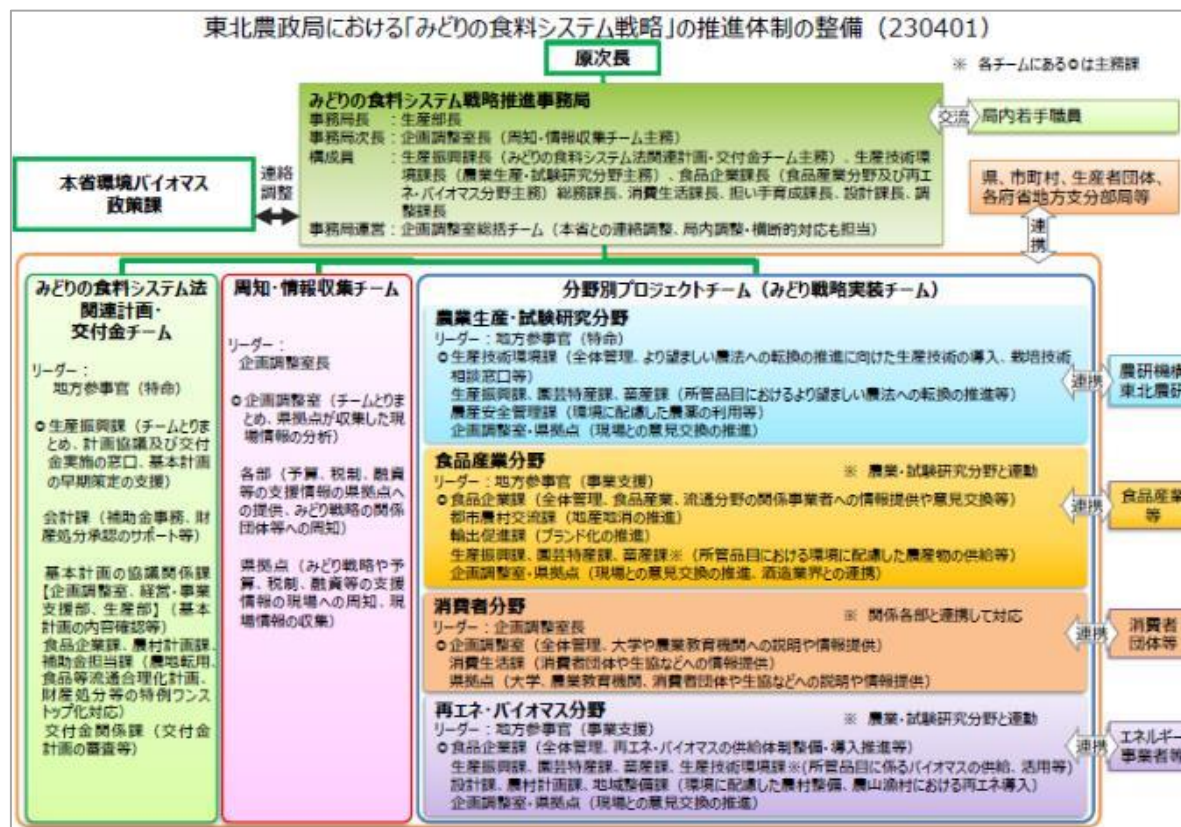 東北農政局における「みどりの食料システム戦略」の推進体制の整備（230401）
原次長
※ 各チームにある○は主務課
みどりの食料システム戦略推進事務局
事務局長 ：生産部長
事務局次長：企画調整室長（周知・情報収集チーム主務）
構成員 ：生産振興課長（みどりの食料システム法関連計画・交付金チーム主務）、生産技術環
境課長（農業生産・試験研究分野主務）、食品企業課長（食品産業分野及び再エ
ネ・バイオマス分野主務）総務課長、消費生活課長、担い手育成課長、設計課長、調
整課長
事務局運営：企画調整室総括チーム（本省との連絡調整、局内調整・横断的対応も担当）
交流
局内若手職員
本省環境バイオマス
政策課
連絡
調整
県、市町村、生産者団体、
各府省地方支分部局等
連
携
みどりの食料システム法
関連計画・
交付金チーム
リーダー：
地方参事官（特命）
○生産振興課（チームとりま
とめ、計画協議及び交付
金実施の窓口、基本計画
の早期策定の支援）
会計課（補助金事務、財
産処分承認のサポート等）
基本計画の協議関係課
【企画調整室、経営・事業
支援部、生産部】（基本
計画の内容確認等）
食品企業課、農村計画課、
補助金担当課（農地転用、
食品等流通合理化計画、
財産処分等の特例ワンス
トップ化対応）
交付金関係課（交付金
計画の審査等）
周知・情報収集チーム
リーダー：
企画調整室長
○企画調整室（チームとりま
とめ、県拠点が収集した現
場情報の分析）
各部（予算、税制、融資
等の支援情報の県拠点へ
の提供、みどり戦略の関係
団体等への周知）
県拠点（みどり戦略や予
算、税制、融資等の支援
情報の現場への周知、現
場情報の収集）
分野別プロジェクトチーム（みどり戦略実装チーム）
農業生産・試験研究分野
リーダー：地方参事官（特命）
○生産技術環境課（全体管理、より望ましい農法への転換の推進に向けた生産技術の導入、栽培技術
相談窓口等）
生産振興課、園芸特産課、畜産課（所管品目におけるより望ましい農法への転換の推進等）
農産安全管理課（環境に配慮した農薬の利用等）
企画調整室・県拠点（現場との意見交換の推進）
連携
農研機構
東北農研
食品産業分野
※ 農業・試験研究分野と連動
リーダー：地方参事官（事業支援）
○食品企業課（全体管理、食品産業、流通分野の関係事業者への情報提供や意見交換等）
都市農村交流課（地産地消の推進）
輸出促進課（ブランド化の推進）
生産振興課、園芸特産課、畜産課※（所管品目における環境に配慮した農産物の供給等）
企画調整室・県拠点（現場との意見交換の推進、酒造業界との連携）
連携
食品産業
等
消費者分野
※ 関係各部と連携して対応
リーダー：企画調整室長
○企画調整室（全体管理、大学や農業教育機関への説明や情報提供）
消費生活課（消費者団体や生協などへの情報提供）
県拠点（大学、農業教育機関、消費者団体や生協などへの説明や情報提供）
連携
消費者
団体等
再エネ・バイオマス分野
※ 農業・試験研究分野と連動
リーダー：地方参事官（事業支援）
○食品企業課（全体管理、再エネ・バイオマスの供給体制整備・導入推進等）
生産振興課、園芸特産課、畜産課、生産技術環境課※（所管品目に係るバイオマスの供給、活用等）
設計課、農村計画課、地域整備課（環境に配慮した農村整備、農山漁村における再エネ導入）
企画調整室・県拠点（現場との意見交換の推進）
連携
エネルギー
事業者等